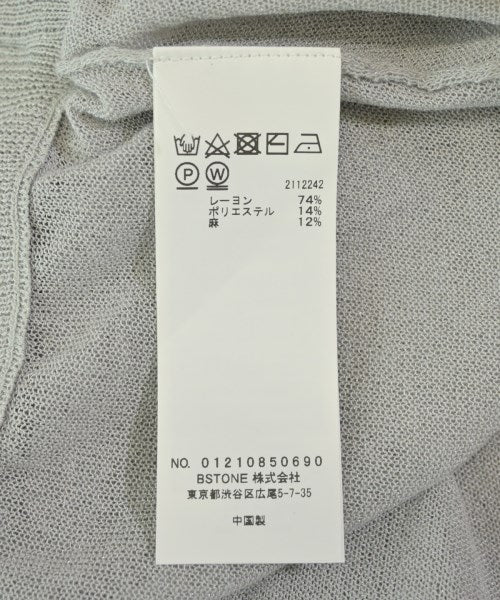 P W
2112242
レーヨン 74%
ポリエステル 14%
麻 12%
NO. 01210850690
BSTONE 株式会社
東京都渋谷区広尾5-7-35
中国製